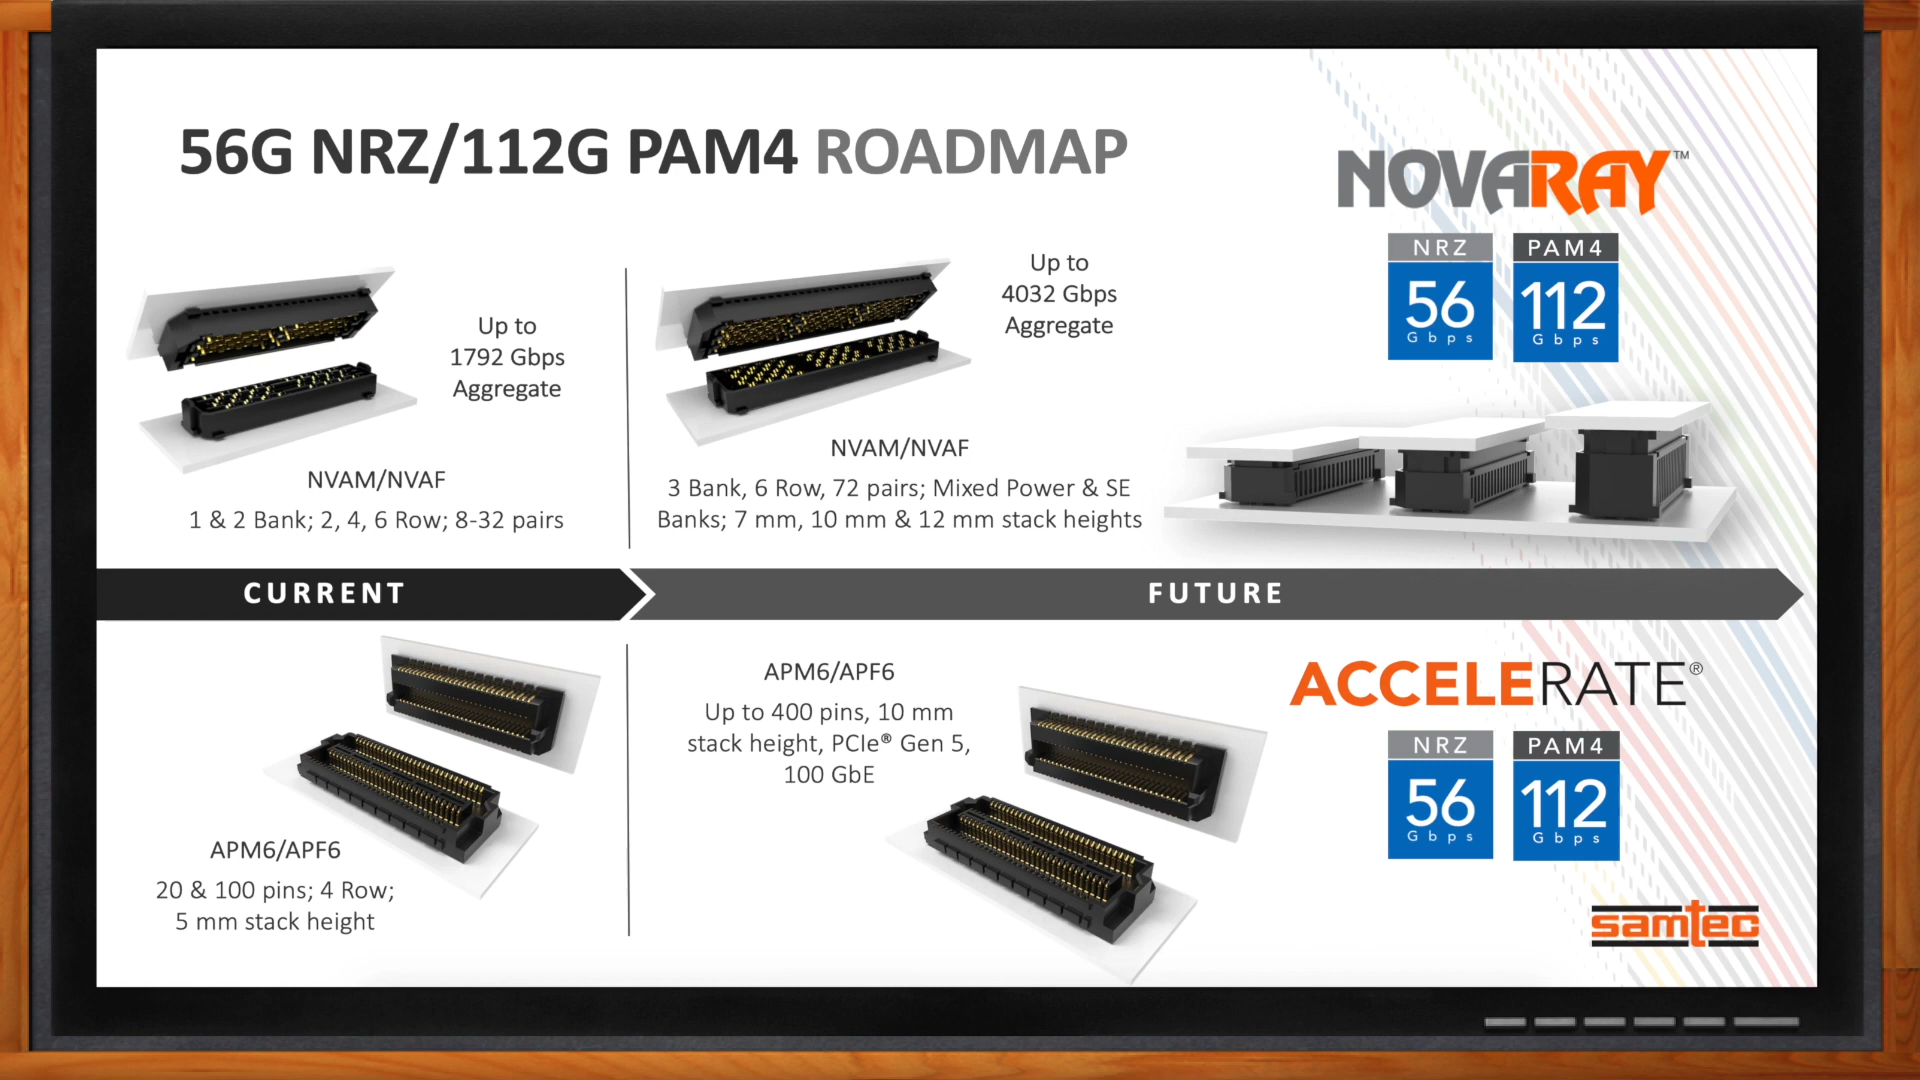 56G NRZ/112G PAM4 ROADMAP
NOVARAY™
NRZ
56
Gbps
PAM4
112
Gbps
Up to
1792 Gbps
Aggregate
NVAM/NVAF
1 & 2 Bank; 2, 4, 6 Row; 8-32 pairs
Up to
4032 Gbps
Aggregate
NVAM/NVAF
3 Bank, 6 Row, 72 pairs; Mixed Power & SE
Banks; 7 mm, 10 mm & 12 mm stack heights
CURRENT
FUTURE
APM6/APF6
20 & 100 pins; 4 Row;
5 mm stack height
APM6/APF6
Up to 400 pins, 10 mm
stack height, PCIe® Gen 5,
100 GbE
ACCELERATE®
NRZ
56
Gbps
PAM4
112
Gbps
samtec